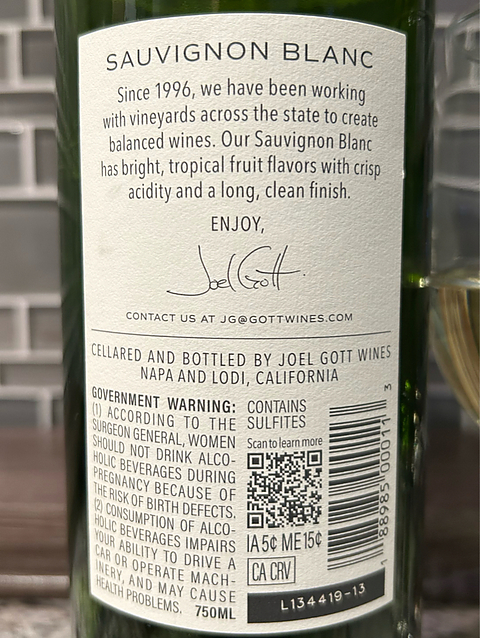 SAUVIGNON BLANC
Since 1996, we have been working
with vineyards across the state to create
balanced wines. Our Sauvignon Blanc
has bright, tropical fruit flavors with crisp
acidity and a long, clean finish.
ENJOY,
Joel Gott
CONTACT US AT JG@GOTTWINES.COM
CELLARED AND BOTTLED BY JOEL GOTT WINES
NAPA AND LODI, CALIFORNIA
GOVERNMENT WARNING:
(1) ACCORDING TO THE
SURGEON GENERAL, WOMEN
SHOULD NOT DRINK ALCO-
HOLIC BEVERAGES DURING
PREGNANCY BECAUSE OF
THE RISK OF BIRTH DEFECTS.
(2) CONSUMPTION OF ALCO-
HOLIC BEVERAGES IMPAIRS
YOUR ABILITY TO DRIVE A
CAR OR OPERATE MACH-
INERY, AND MAY CAUSE
HEALTH PROBLEMS. 750ML
CONTAINS
SULFITES
Scan to learn more
IA 5¢ ME 15¢
CA CRV
1 88985 00011 3
L134419-13